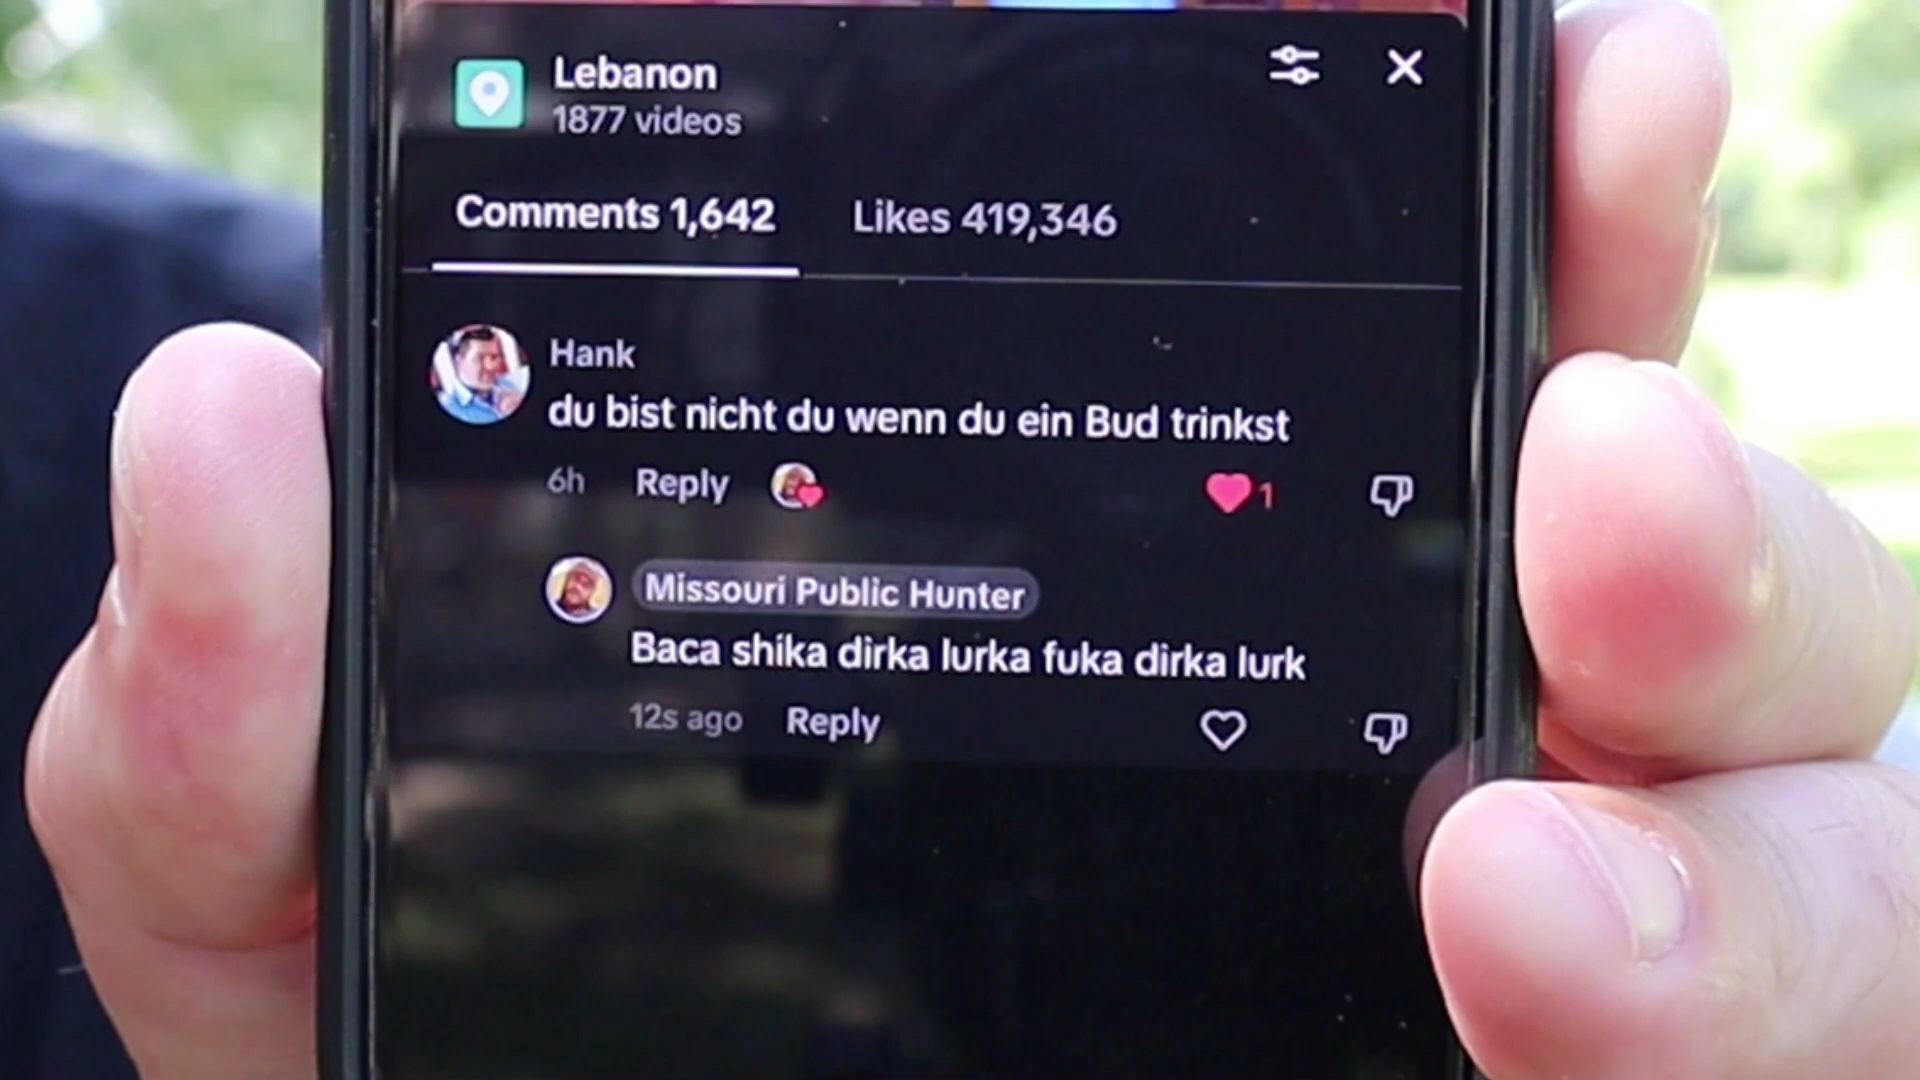 Lebanon
1877 videos
Comments 1,642
Likes 419,346
Hank
du bist nicht du wenn du ein Bud trinkst
6h Reply
1
Missouri Public Hunter
Baca shika dirka lurka fuka dirka lurk
12s ago Reply